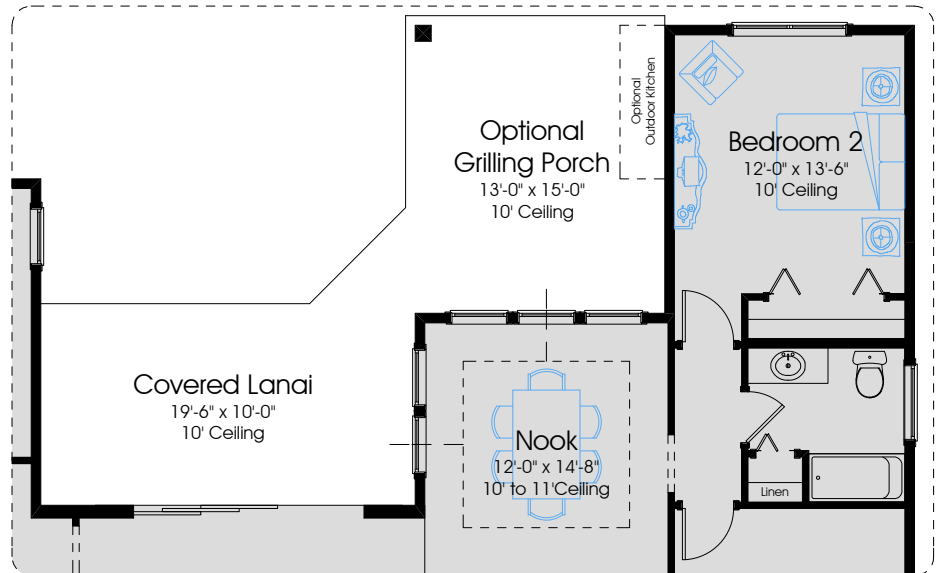 Optional
Outdoor Kitchen
Optional
Grilling Porch
13'-0" x 15'-0"
10' Ceiling
Bedroom 2
12'-0" x 13'-6"
10' Ceiling
Covered Lanai
19'-6" x 10'-0"
10' Ceiling
Nook
12'-0" x 14'-8"
10' to 11'Ceiling
Linen